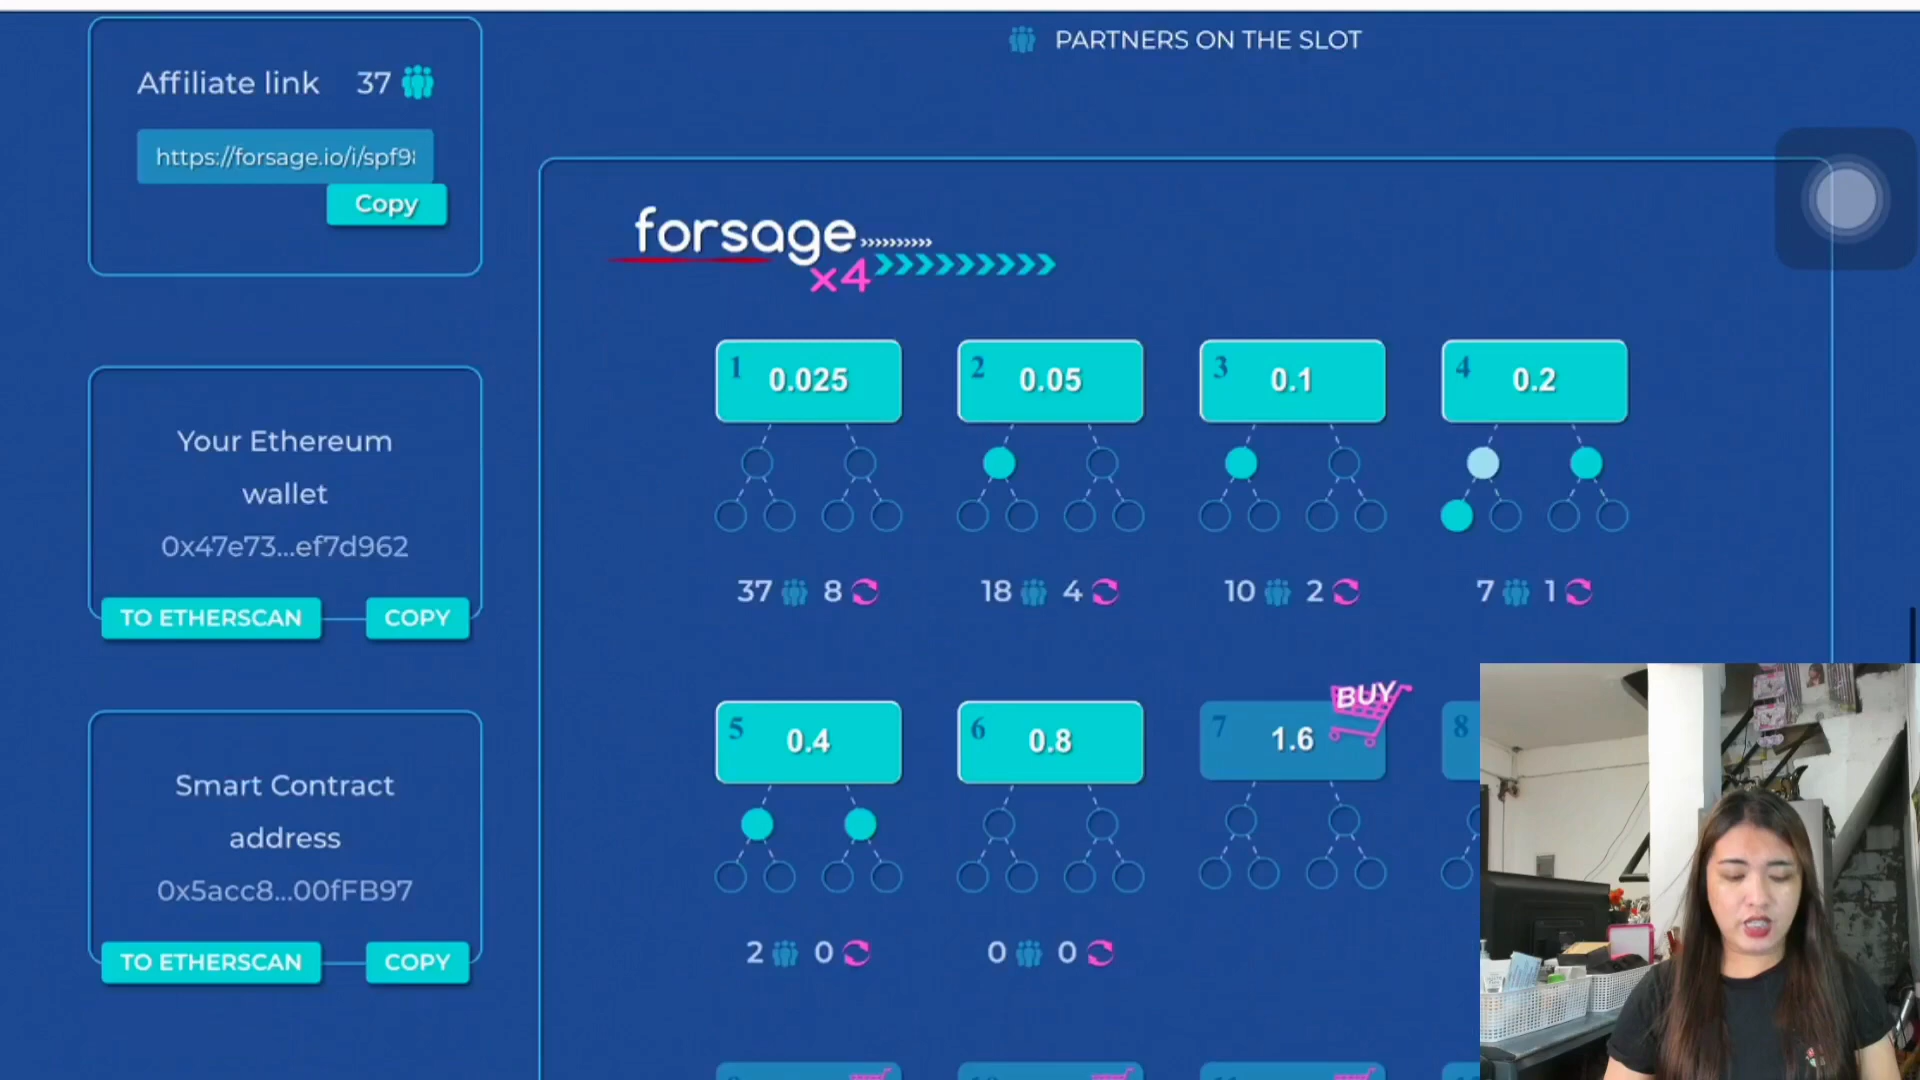 PARTNERS ON THE SLOT
Affiliate link 37
https://forsage.io/i/spf9
Copy
forsage
x4
1 0.025
2 0.05
3 0.1
4 0.2
37 8
18 4
10 2
7 1
Your Ethereum
wallet
0x47e73...ef7d962
TO ETHERSCAN COPY
BUY
5 0.4
6 0.8
7 1.6
8
2 0
0 0
Smart Contract
address
0x5acc8...00fFB97
TO ETHERSCAN COPY